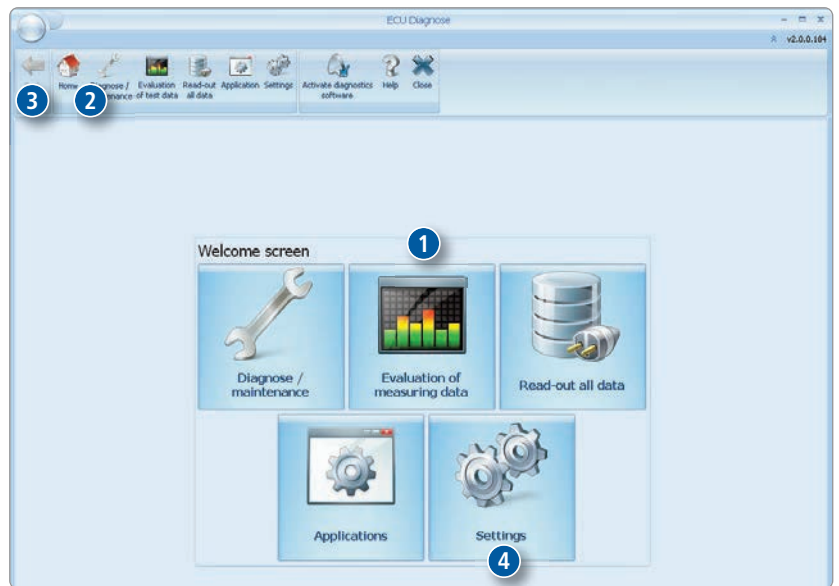 ECU Diagnose
v2.0.0.104
Home
Diagnose /
Evaluation
of test data
Read-out
all data
Application
Settings
Activate diagnostics
software
Help
Close
3
2
Welcome screen
1
Diagnose /
maintenance
Evaluation of
measuring data
Read-out all data
Applications
Settings
4